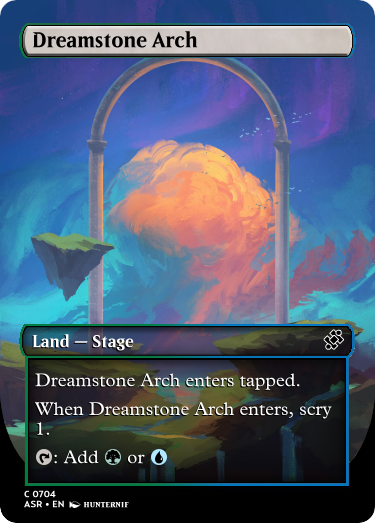 Dreamstone Arch
Land — Stage
Dreamstone Arch enters tapped.
When Dreamstone Arch enters, scry
1.
: Add or
C 0704
ASR • EN HUNTERNIF